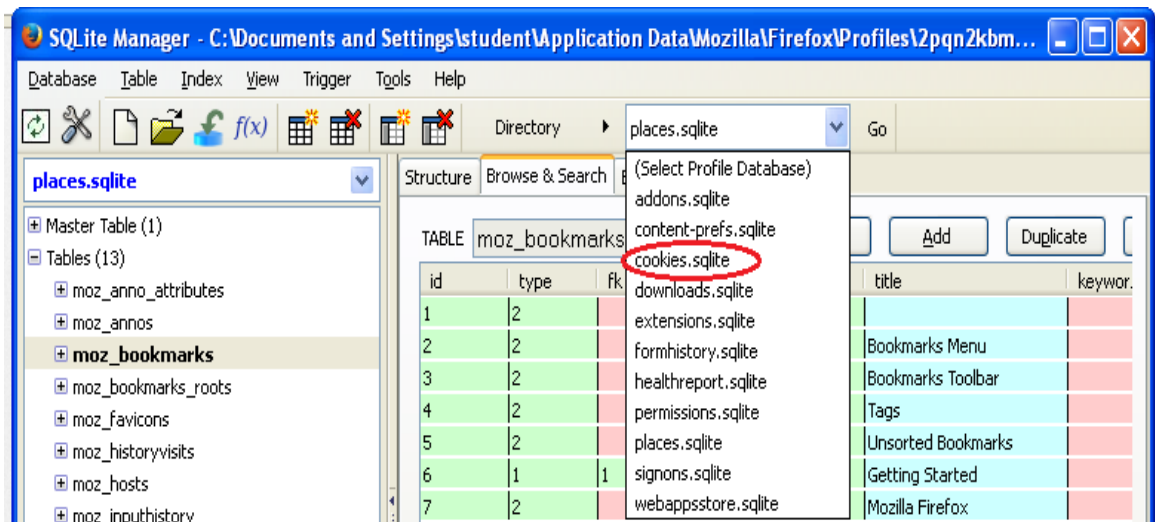 SQLite Manager - C:\Documents and Settings\student\Application Data\Mozilla\Firefox\Profiles\2pqn2kbm...
Database Table Index View Trigger Tools Help
f(x) Directory places.sqlite Go
places.sqlite
Master Table (1)
Tables (13)
moz_anno_attributes
moz_annos
moz_bookmarks
moz_bookmarks_roots
moz_favicons
moz_historyvisits
moz_hosts
moz_inputhistory
Structure Browse & Search
TABLE moz_bookmarks Add Duplicate
id type fk title keywor.
1 2
2 2 Bookmarks Menu
3 2 Bookmarks Toolbar
4 2 Tags
5 2 Unsorted Bookmarks
6 1 1 Getting Started
7 2 Mozilla Firefox
(Select Profile Database)
addons.sqlite
content-prefs.sqlite
cookies.sqlite
downloads.sqlite
extensions.sqlite
formhistory.sqlite
healthreport.sqlite
permissions.sqlite
places.sqlite
signons.sqlite
webappsstore.sqlite